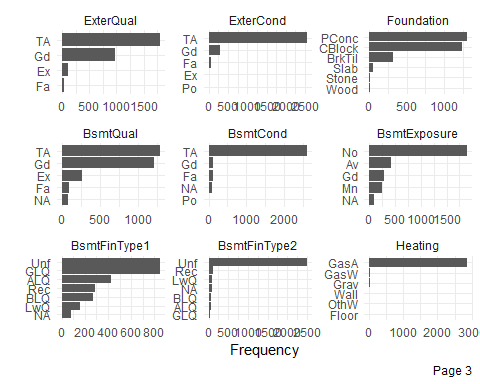 ExterQual
TA
Gd
Ex
Fa
0 500 1000 1500
ExterCond
TA
Gd
Fa
Ex
Po
0 500 1000 1500 2000 2500
Foundation
PConc
CBlock
BrkTil
Slab
Stone
Wood
0 500 1000
BsmtQual
TA
Gd
Ex
Fa
NA
0 500 1000
BsmtCond
TA
Gd
Fa
NA
Po
0 1000 2000
BsmtExposure
No
Av
Gd
Mn
NA
0 500 1000 1500
BsmtFinType1
Unf
GLQ
ALQ
Rec
BLQ
LwQ
NA
0 200 400 600 800
BsmtFinType2
Unf
Rec
LwQ
NA
BLQ
ALQ
GLQ
0 500 1000 1500 2000 2500
Heating
GasA
GasW
Grav
Wall
OthW
Floor
0 1000 2000 300
Frequency
Page 3